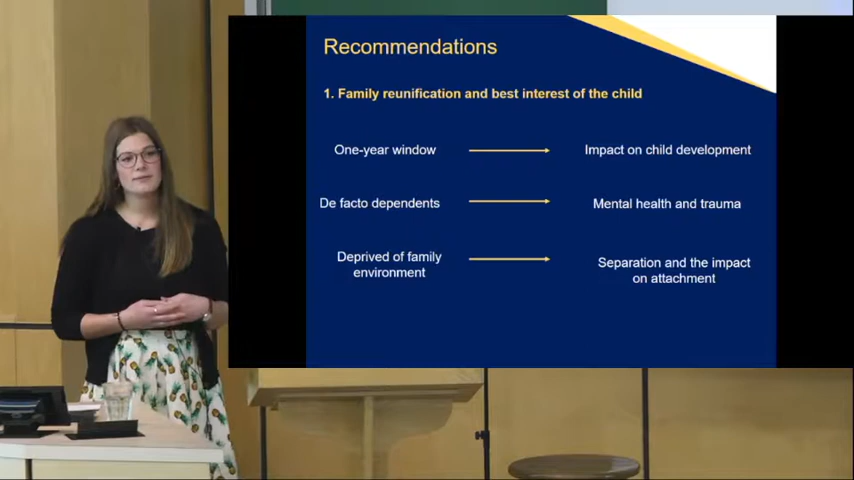 Recommendations
1. Family reunification and best interest of the child
One-year window
Impact on child development
De facto dependents
Mental health and trauma
Deprived of family
environment
Separation and the impact
on attachment